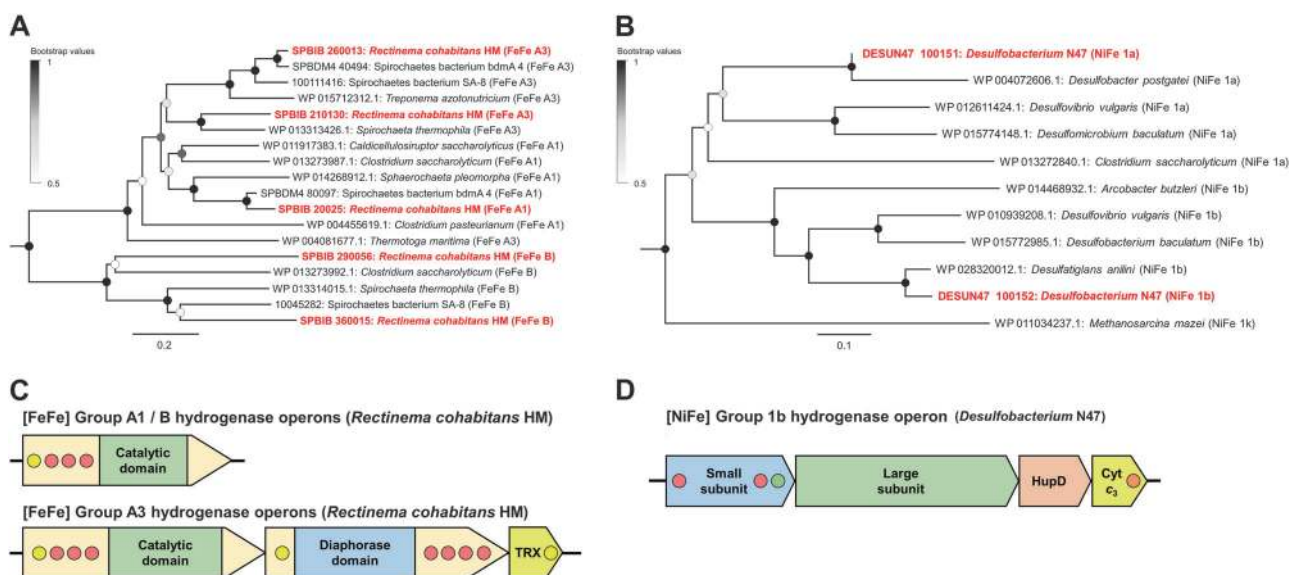 A
Bootstrap values
1
0.5
SPBIB 260013: Rectinema cohabitans HM (FeFe A3)
SPBDM4 40494: Spirochaetes bacterium bdmA 4 (FeFe A3)
100111416: Spirochaetes bacterium SA-8 (FeFe A3)
WP 015712312.1: Treponema azotonutricium (FeFe A3)
SPBIB 210130: Rectinema cohabitans HM (FeFe A3)
WP 013313426.1: Spirochaeta thermophila (FeFe A3)
WP 011917383.1: Caldicellulosiruptor saccharolyticus (FeFe A1)
WP 013273987.1: Clostridium saccharolyticum (FeFe A1)
WP 014268912.1: Sphaerochaeta pleomorpha (FeFe A1)
SPBDM4 80097: Spirochaetes bacterium bdmA 4 (FeFe A1)
SPBIB 20025: Rectinema cohabitans HM (FeFe A1)
WP 004455619.1: Clostridium pasteurianum (FeFe A1)
WP 004081677.1: Thermotoga maritima (FeFe A3)
SPBIB 290056: Rectinema cohabitans HM (FeFe B)
WP 013273992.1: Clostridium saccharolyticum (FeFe B)
WP 013314015.1: Spirochaeta thermophila (FeFe B)
10045282: Spirochaetes bacterium SA-8 (FeFe B)
SPBIB 360015: Rectinema cohabitans HM (FeFe B)
0.2
B
Bootstrap values
1
0.5
DESUN47 100151: Desulfobacterium N47 (NiFe 1a)
WP 004072606.1: Desulfobacter postgatei (NiFe 1a)
WP 012611424.1: Desulfovibrio vulgaris (NiFe 1a)
WP 015774148.1: Desulfomicrobium baculatum (NiFe 1a)
WP 013272840.1: Clostridium saccharolyticum (NiFe 1a)
WP 014468932.1: Arcobacter butzleri (NiFe 1b)
WP 010939208.1: Desulfovibrio vulgaris (NiFe 1b)
WP 015772985.1: Desulfobacterium baculatum (NiFe 1b)
WP 028320012.1: Desulfatiglans anilini (NiFe 1b)
DESUN47 100152: Desulfobacterium N47 (NiFe 1b)
WP 011034237.1: Methanosarcina mazei (NiFe 1k)
0.1
C
[FeFe] Group A1 / B hydrogenase operons (Rectinema cohabitans HM)
Catalytic
domain
[FeFe] Group A3 hydrogenase operons (Rectinema cohabitans HM)
Catalytic
domain
Diaphorase
domain
TRX
D
[NiFe] Group 1b hydrogenase operon (Desulfobacterium N47)
Small
subunit
Large
subunit
HupD
Cyt
c3